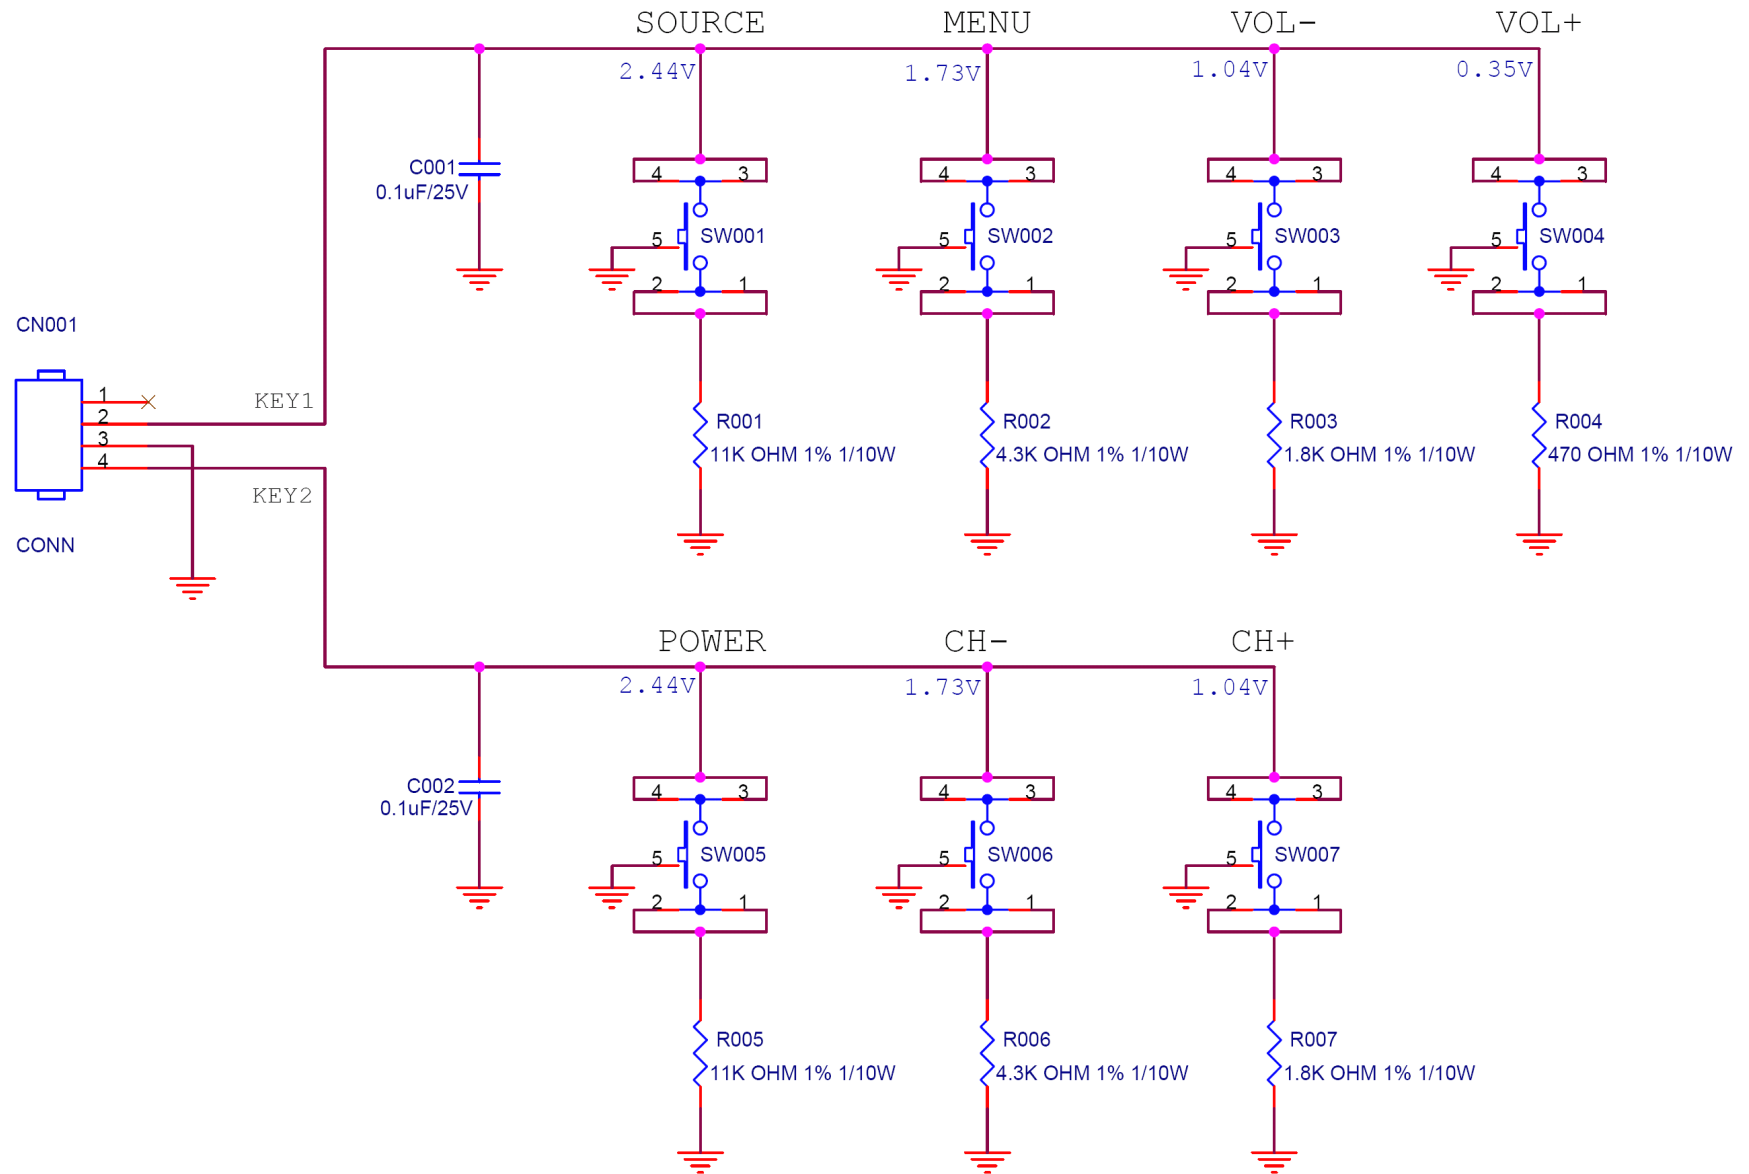 SOURCE MENU VOL- VOL+
2.44V 1.73V 1.04V 0.35V
C001
0.1uF/25V
4 3 4 3 4 3 4 3
5 SW001 5 SW002 5 SW003 5 SW004
2 1 2 1 2 1 2 1
CN001
1
2
3
4
KEY1
KEY2
CONN
R001 R002 R003 R004
11K OHM 1% 1/10W 4.3K OHM 1% 1/10W 1.8K OHM 1% 1/10W 470 OHM 1% 1/10W
POWER CH- CH+
2.44V 1.73V 1.04V
C002
0.1uF/25V
4 3 4 3 4 3
5 SW005 5 SW006 5 SW007
2 1 2 1 2 1
R005 R006 R007
11K OHM 1% 1/10W 4.3K OHM 1% 1/10W 1.8K OHM 1% 1/10W